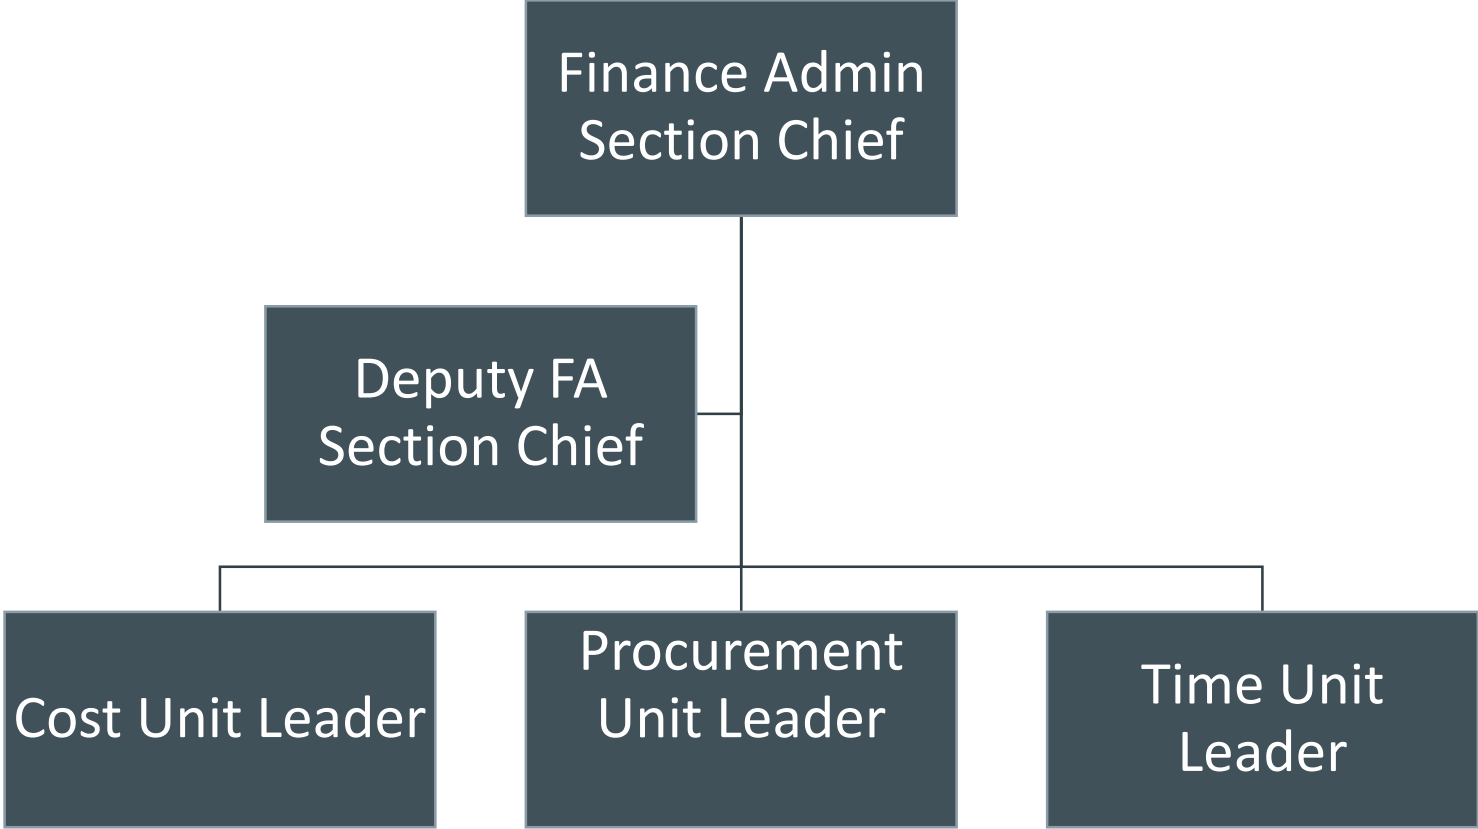 Finance Admin
Section Chief
Deputy FA
Section Chief
Cost Unit Leader
Procurement
Unit Leader
Time Unit
Leader